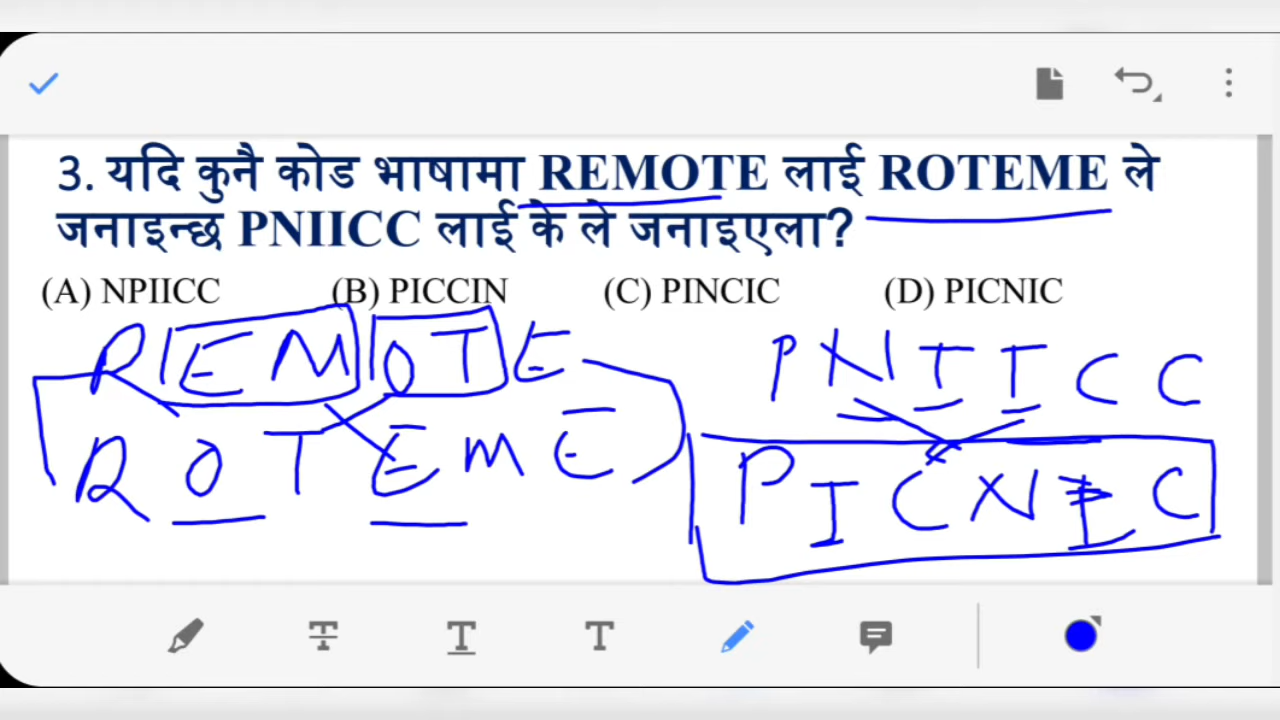 3. यदि कुनै कोड भाषामा REMOTE लाई ROTEME ले
जनाइन्छ PNIICC लाई के ले जनाइएला?
(A) NPIICC (B) PICCIN (C) PINCIC (D) PICNIC
REMOTE PNIICC
ROTEME PICNIC